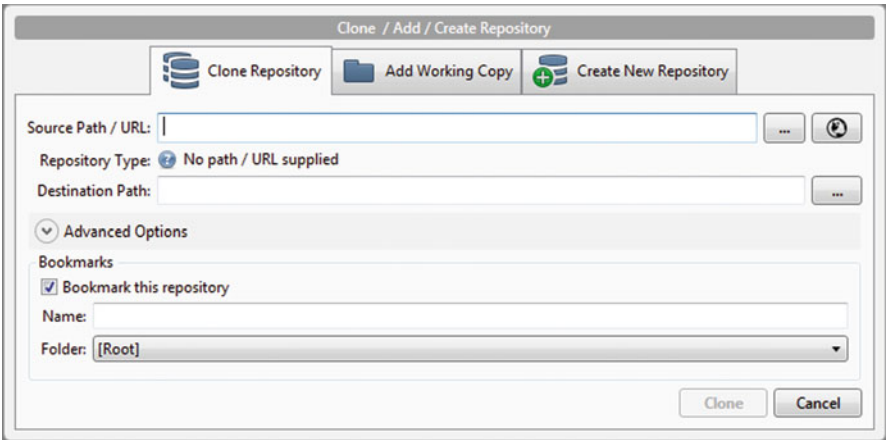 Clone / Add / Create Repository
Clone Repository Add Working Copy Create New Repository
Source Path / URL: ...
Repository Type: No path / URL supplied
Destination Path: ...
Advanced Options
Bookmarks
Bookmark this repository
Name:
Folder: [Root]
Clone Cancel